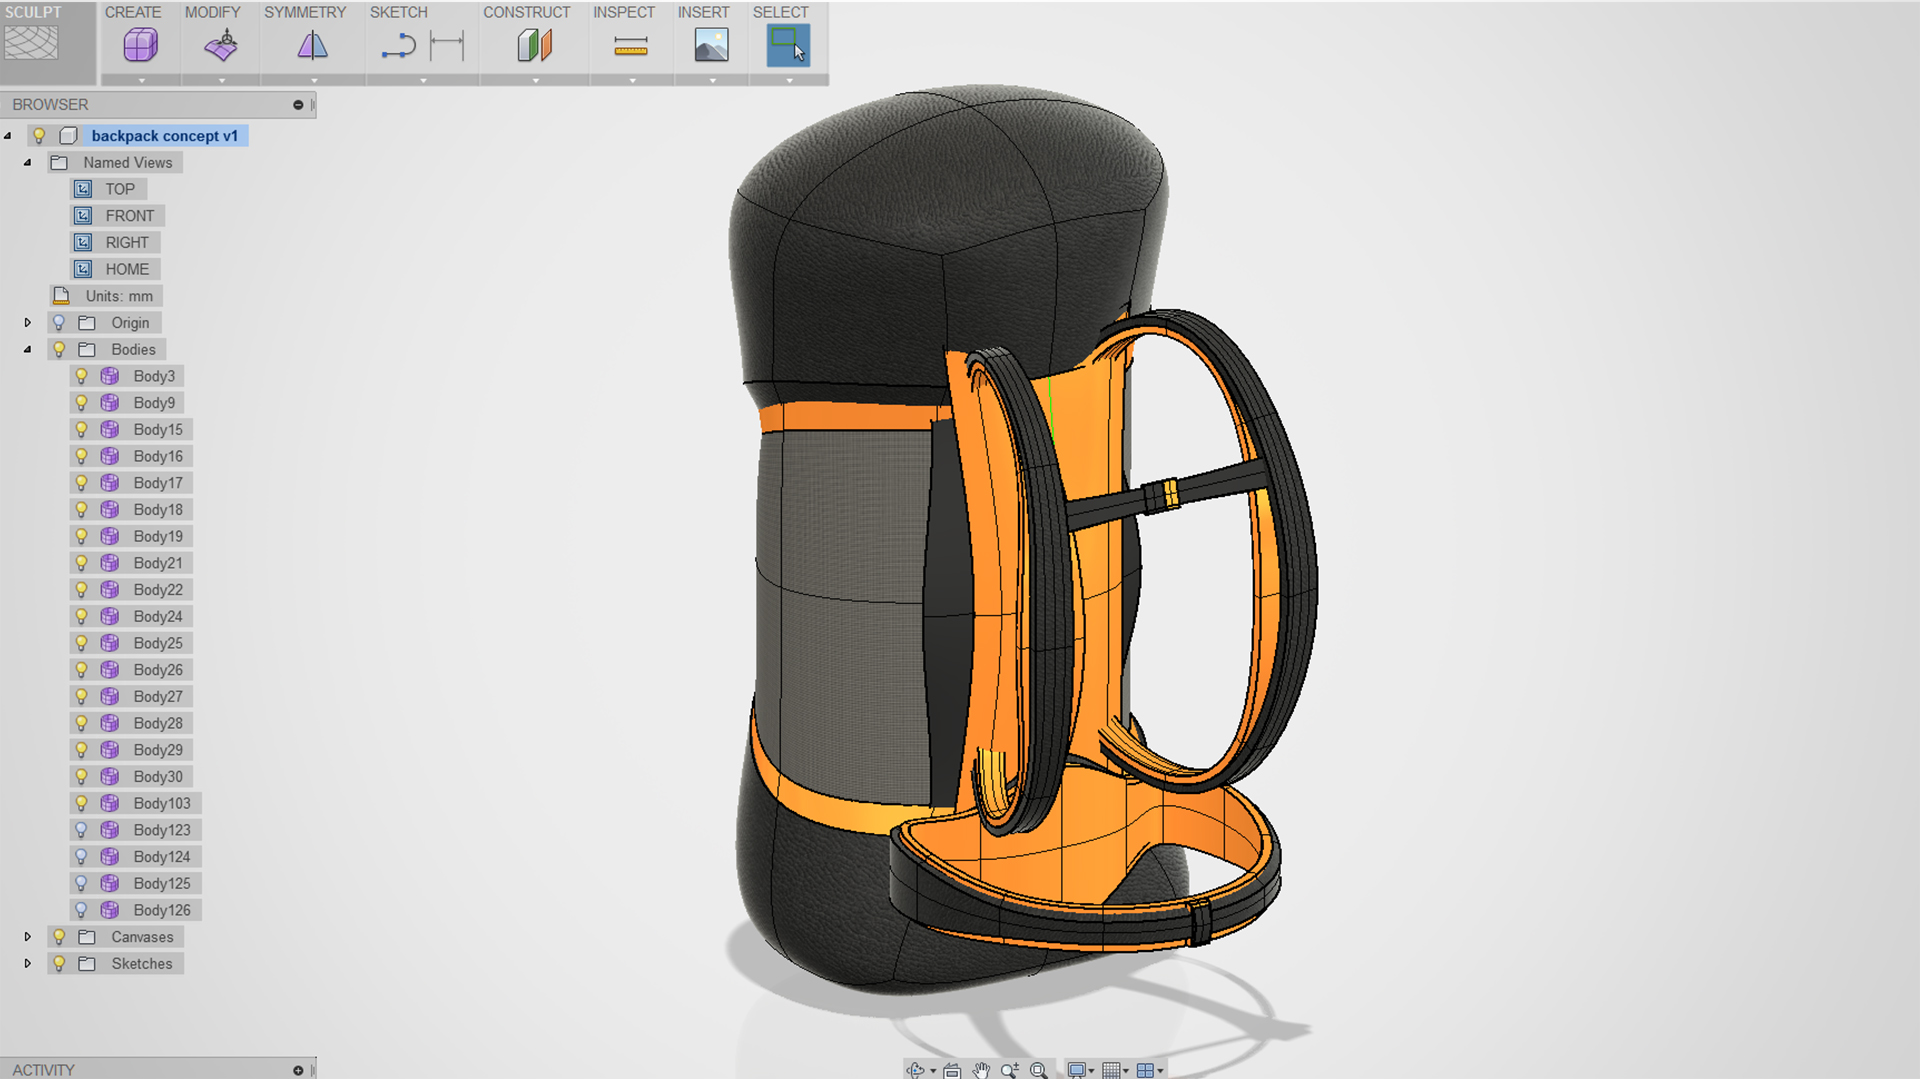 SCULPT CREATE MODIFY SYMMETRY SKETCH CONSTRUCT INSPECT INSERT SELECT
BROWSER
backpack concept v1
Named Views
TOP
FRONT
RIGHT
HOME
Units: mm
Origin
Bodies
Body3
Body9
Body15
Body16
Body17
Body18
Body19
Body21
Body22
Body24
Body25
Body26
Body27
Body28
Body29
Body30
Body103
Body123
Body124
Body125
Body126
Canvases
Sketches
ACTIVITY